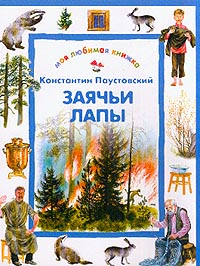 моя любимая книжка
Константин Паустовский
ЗАЯЧЬИ
ЛАПЫ